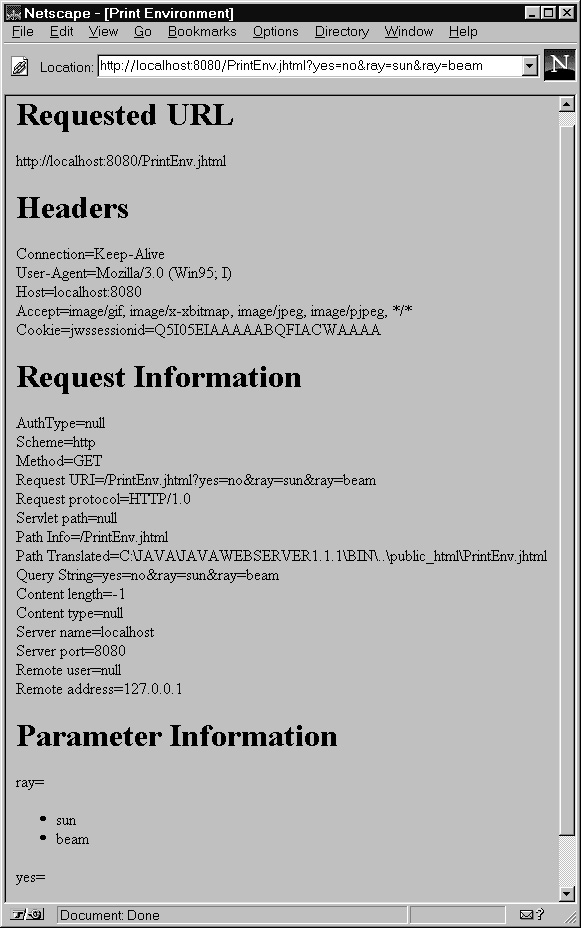 Netscape - [Print Environment]
File Edit View Go Bookmarks Options Directory Window Help
Location: http://localhost:8080/PrintEnv.jhtml?yes=no&ray=sun&ray=beam
N
Requested URL
http://localhost:8080/PrintEnv.jhtml
Headers
Connection=Keep-Alive
User-Agent=Mozilla/3.0 (Win95; I)
Host=localhost:8080
Accept=image/gif, image/x-xbitmap, image/jpeg, image/pjpeg, */*
Cookie=jwssessionid=Q5I05EIAAAAABQFIACWAAAA
Request Information
AuthType=null
Scheme=http
Method=GET
Request URI=/PrintEnv.jhtml?yes=no&ray=sun&ray=beam
Request protocol=HTTP/1.0
Servlet path=null
Path Info=/PrintEnv.jhtml
Path Translated=C:\JAVA\JAVAWEBSERVER1.1.1\BIN\..\public_html\PrintEnv.jhtml
Query String=yes=no&ray=sun&ray=beam
Content length=-1
Content type=null
Server name=localhost
Server port=8080
Remote user=null
Remote address=127.0.0.1
Parameter Information
ray=
• sun
• beam
yes=
Document: Done
?